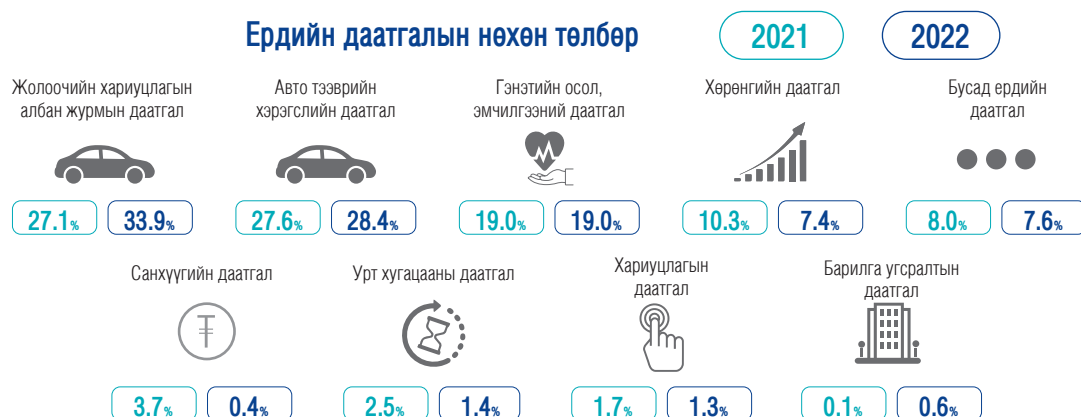 Ердийн даатгалын нөхөн төлбөр
2021
2022
Жолоочийн хариуцлагын
албан журмын даатгал
27.1%
33.9%
Авто тээврийн
хэрэгслийн даатгал
27.6%
28.4%
Гэнэтийн осол,
эмчилгээний даатгал
19.0%
19.0%
Хөрөнгийн даатгал
10.3%
7.4%
Бусад ердийн
даатгал
8.0%
7.6%
Санхүүгийн даатгал
₮
3.7%
0.4%
Урт хугацааны даатгал
2.5%
1.4%
Хариуцлагын
даатгал
1.7%
1.3%
Барилга угсралтын
даатгал
0.1%
0.6%